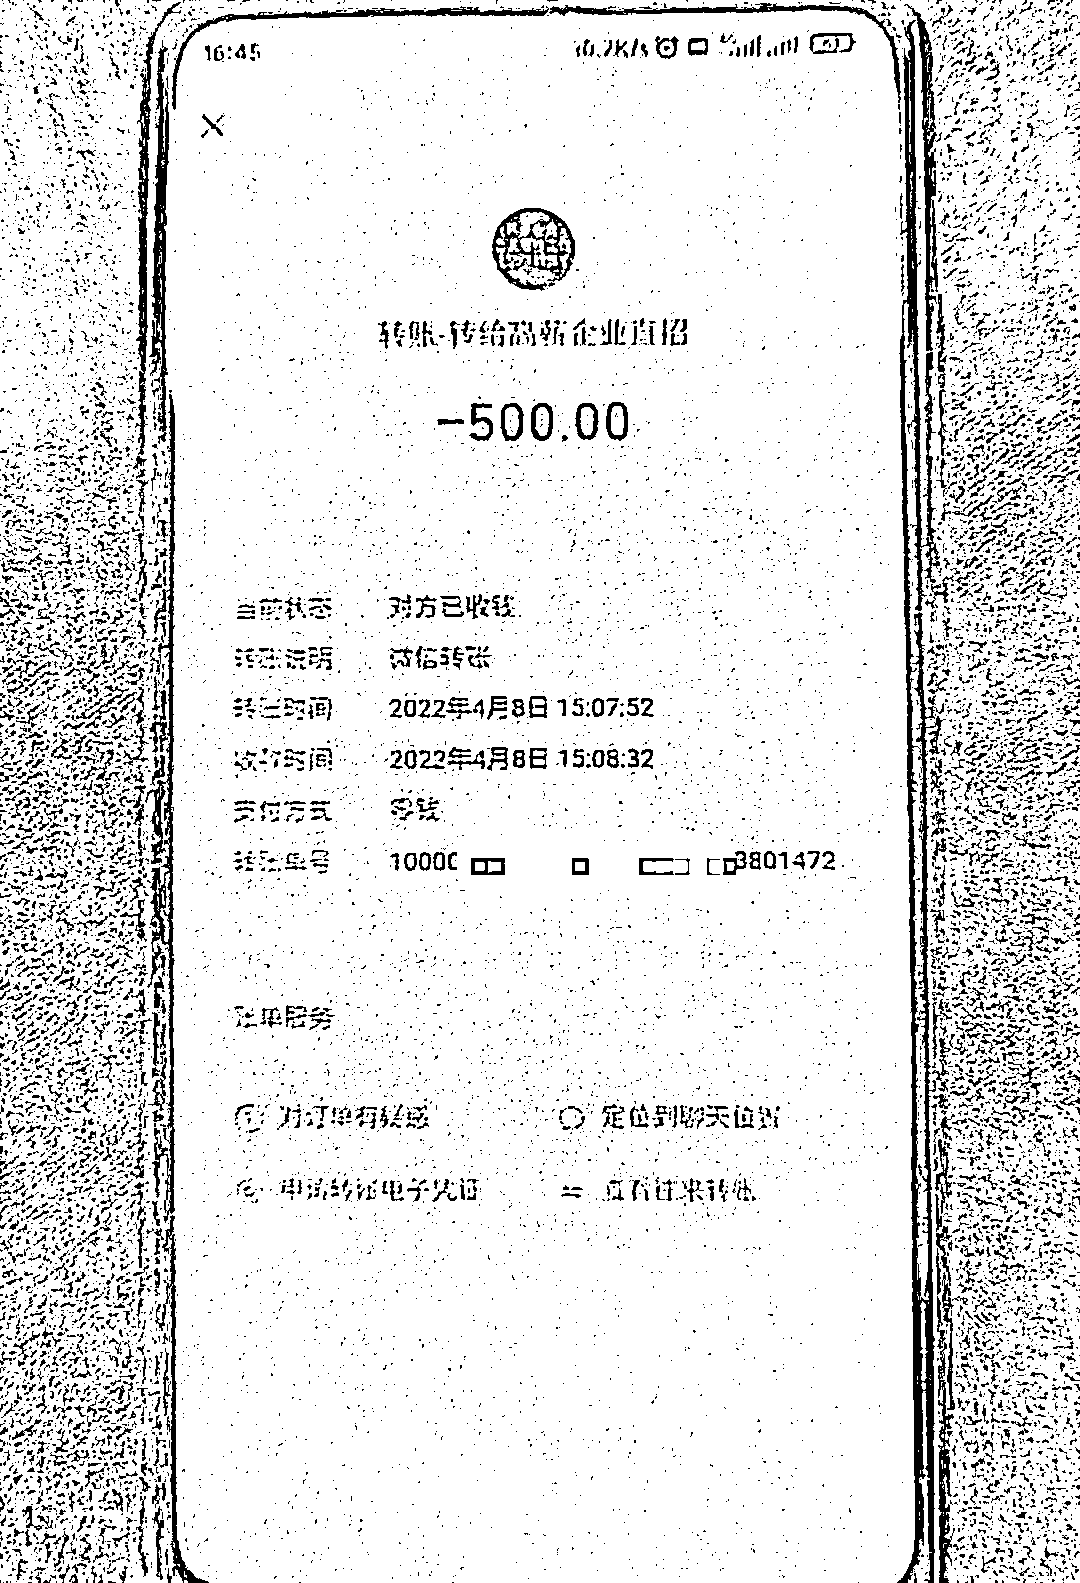 16:45
转账-转给高薪企业直招
-500.00
当前状态 对方已收钱
转账说明 微信转账
转账时间 2022年4月8日 15:07:52
收款时间 2022年4月8日 15:08:32
支付方式 零钱
转账单号 10000 3801472
账单服务
对订单有疑惑 定位到聊天位置
申请转账电子凭证 查看往来转账